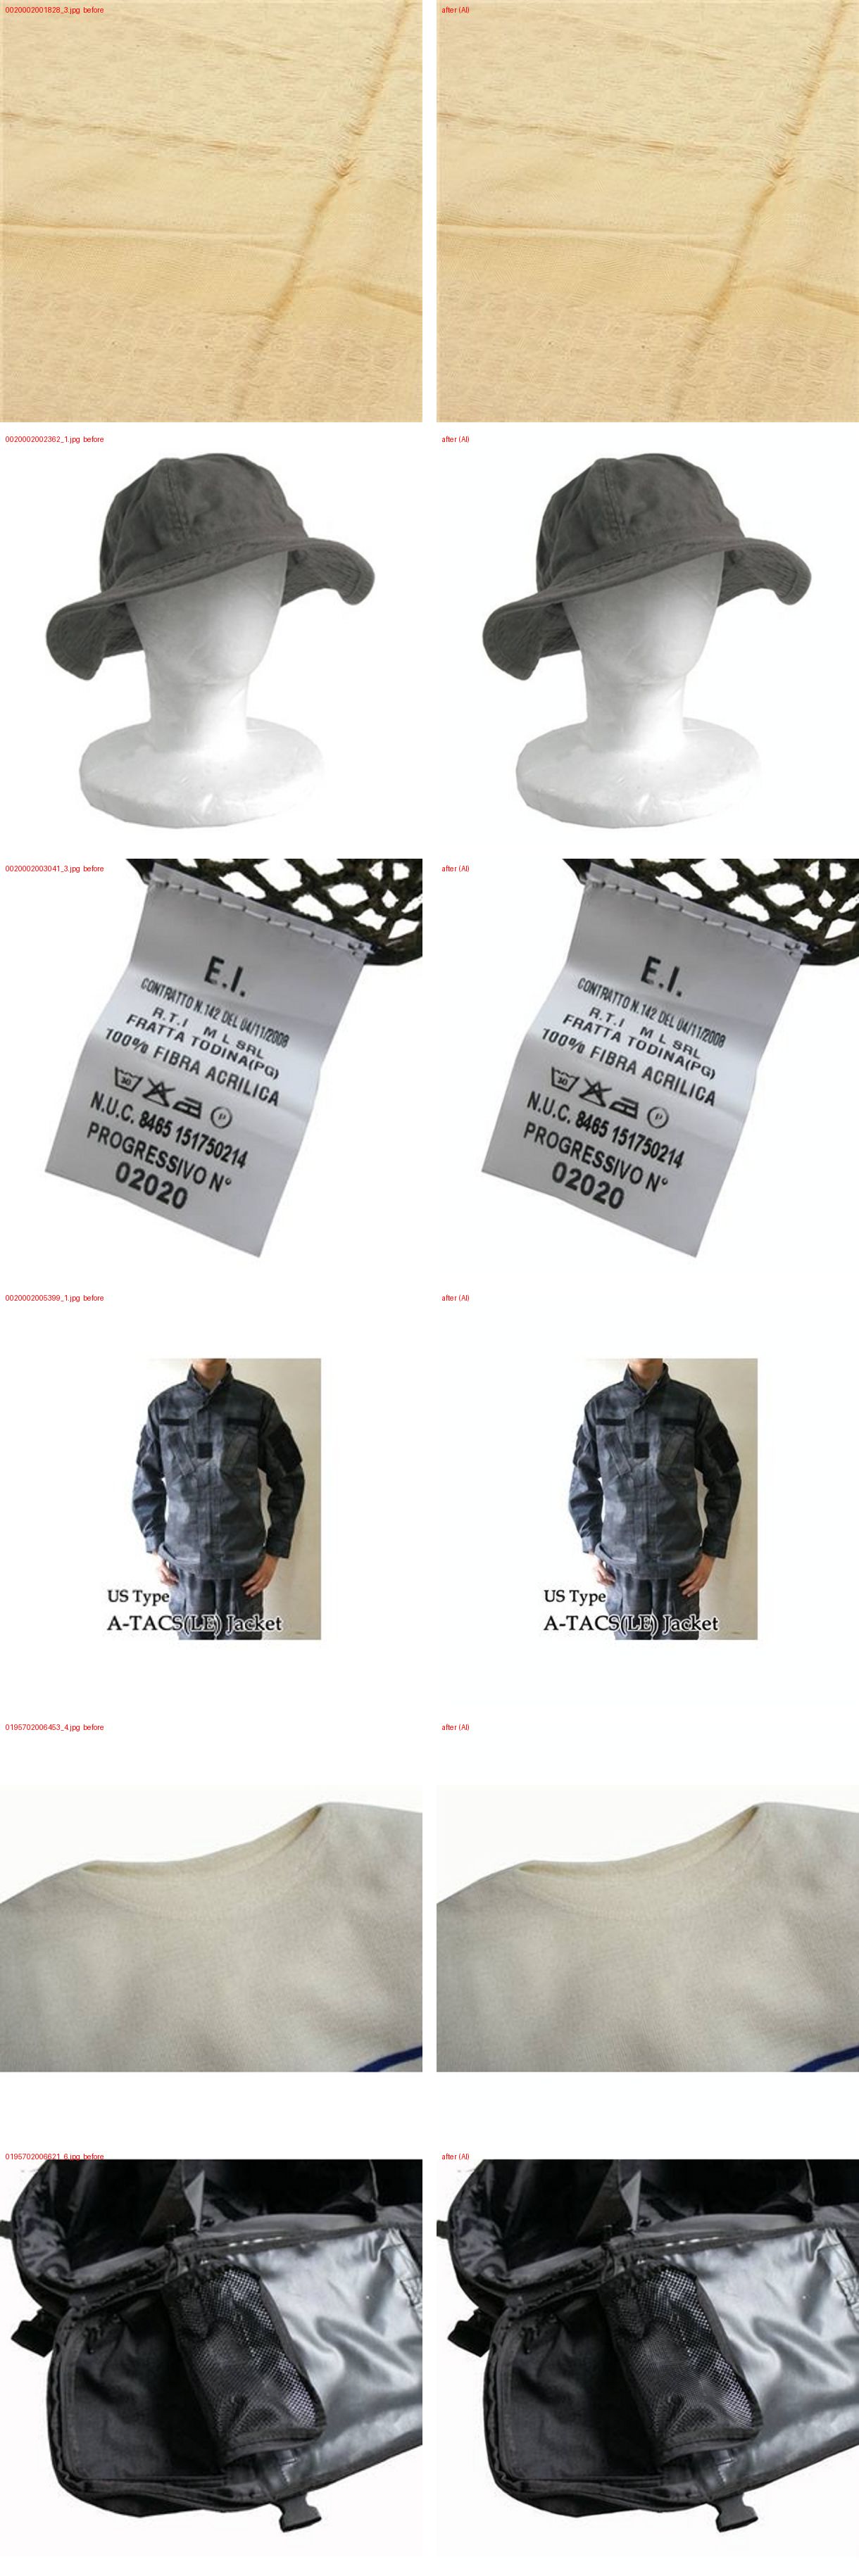 0020002001828_3.jpg before
after (AI)
0020002002362_1.jpg before
after (AI)
0020002003041_3.jpg before
after (AI)
E.I.
CONTRATTO N.142 DEL 04/11/2008
R.T.I M L SRL
FRATTA TODINA(PG)
100% FIBRA ACRILICA
30
P
N.U.C. 8465 151750214
PROGRESSIVO N°
02020
E.I.
CONTRATTO N.142 DEL 04/11/2008
R.T.I M L SRL
FRATTA TODINA(PG)
100% FIBRA ACRILICA
30
P
N.U.C. 8465 151750214
PROGRESSIVO N°
02020
0020002005399_1.jpg before
after (AI)
US Type
A-TACS(LE) Jacket
US Type
A-TACS(LE) Jacket
0195702006453_4.jpg before
after (AI)
0195702006621_6.jpg before
after (AI)